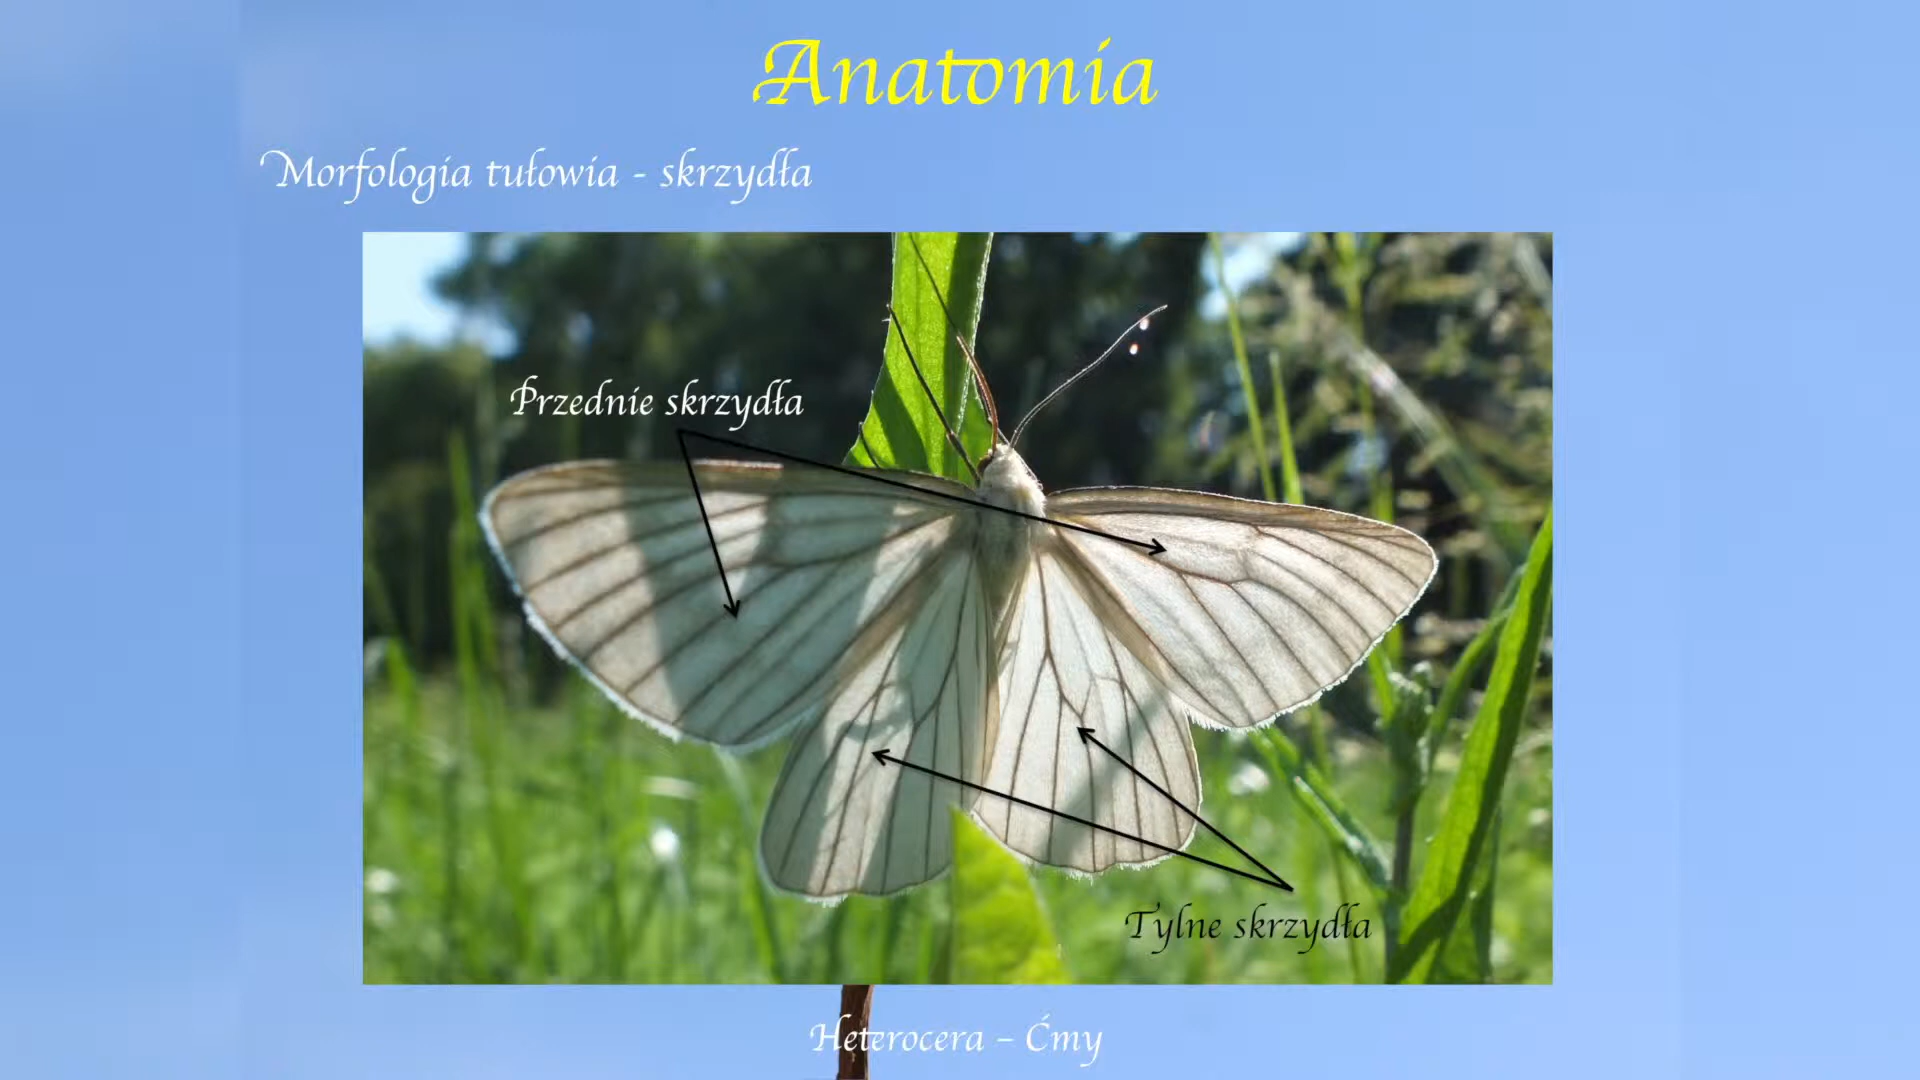 Anatomia
Morfologia tułowia - skrzydła
Przednie skrzydła
Tylne skrzydła
Heterocera – Ćmy